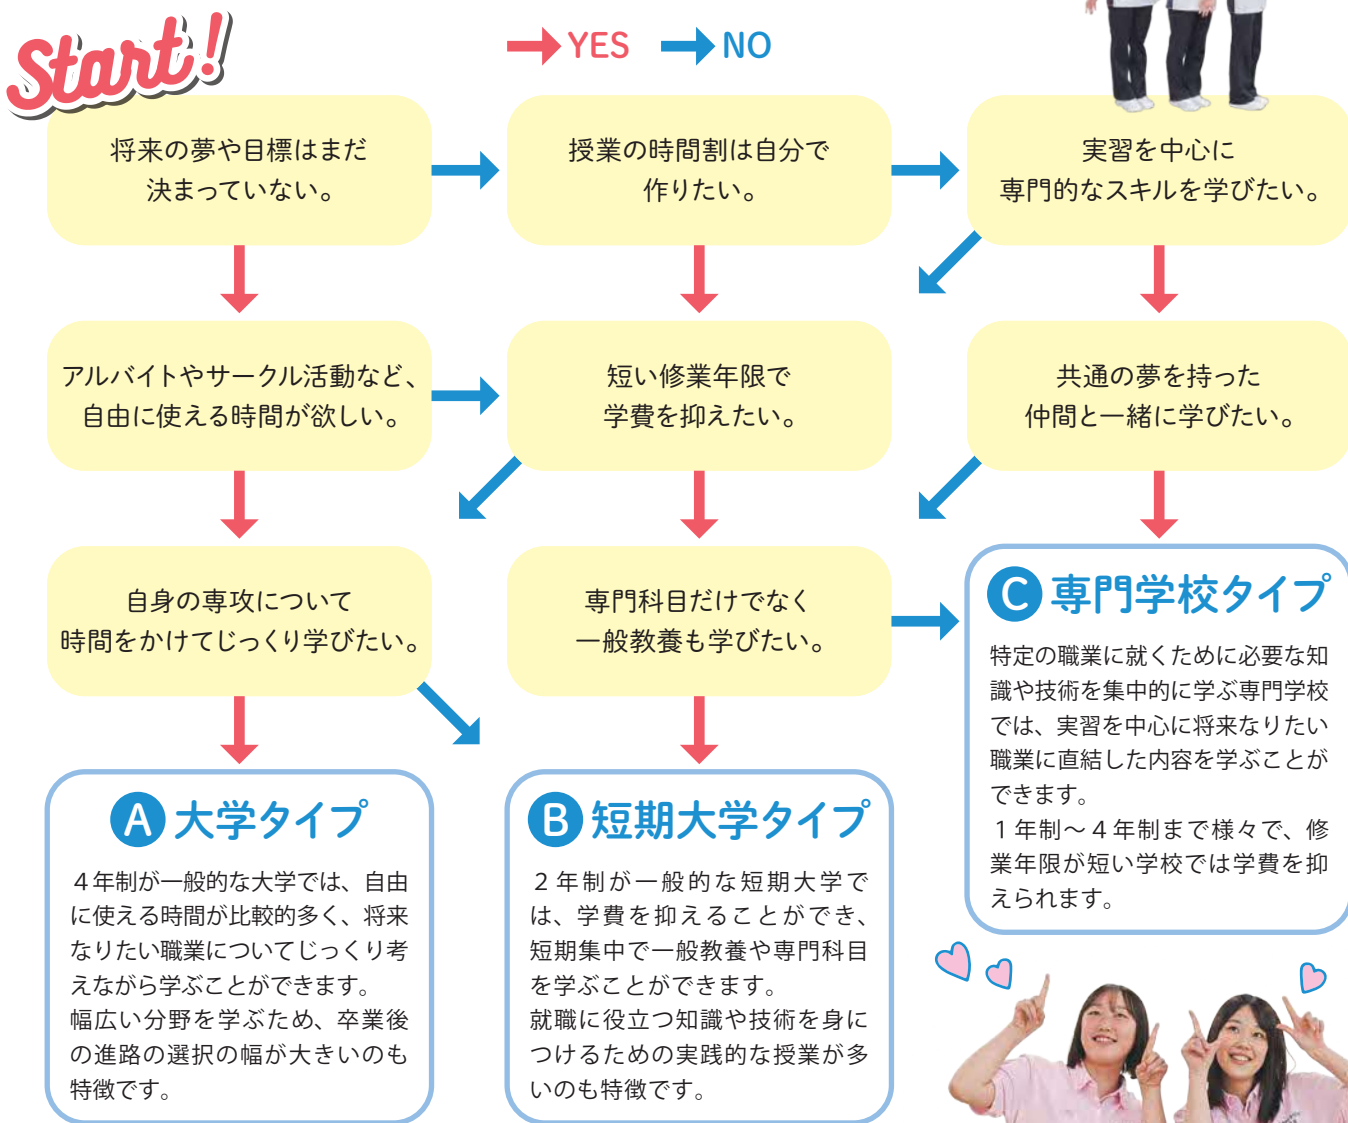 Start!
YES NO
将来の夢や目標はまだ
決まっていない。
授業の時間割は自分で
作りたい。
実習を中心に
専門的なスキルを学びたい。
アルバイトやサークル活動など、
自由に使える時間が欲しい。
短い修業年限で
学費を抑えたい。
共通の夢を持った
仲間と一緒に学びたい。
自身の専攻について
時間をかけてじっくり学びたい。
専門科目だけでなく
一般教養も学びたい。
C 専門学校タイプ
特定の職業に就くために必要な知
識や技術を集中的に学ぶ専門学校
では、実習を中心に将来なりたい
職業に直結した内容を学ぶことが
できます。
1年制～4年制まで様々で、修
業年限が短い学校では学費を抑
えられます。
A 大学タイプ
4年制が一般的な大学では、自由
に使える時間が比較的多く、将来
なりたい職業についてじっくり考
えながら学ぶことができます。
幅広い分野を学ぶため、卒業後
の進路の選択の幅が大きいのも
特徴です。
B 短期大学タイプ
2年制が一般的な短期大学で
は、学費を抑えることができ、
短期集中で一般教養や専門科目
を学ぶことができます。
就職に役立つ知識や技術を身に
つけるための実践的な授業が多
いのも特徴です。